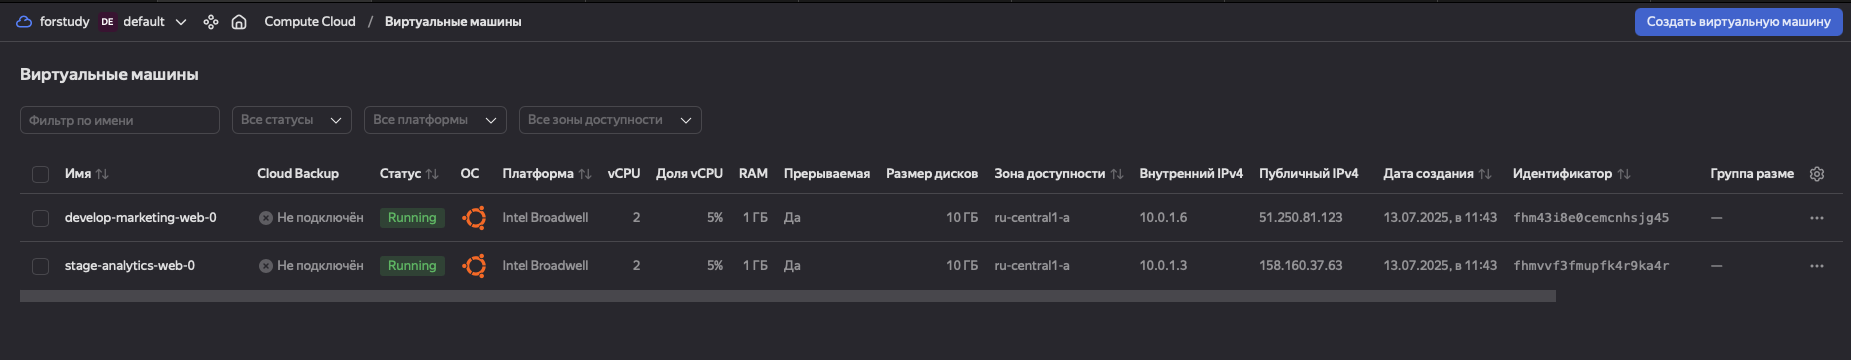 forstudy DE default Compute Cloud / Виртуальные машины Создать виртуальную машину
Виртуальные машины
Фильтр по имени Все статусы Все платформы Все зоны доступности
Имя Cloud Backup Статус ОС Платформа vCPU Доля vCPU RAM Прерываемая Размер дисков Зона доступности Внутренний IPv4 Публичный IPv4 Дата создания Идентификатор Группа разме
develop-marketing-web-0 Не подключён Running Intel Broadwell 2 5% 1 ГБ Да 10 ГБ ru-central1-a 10.0.1.6 51.250.81.123 13.07.2025, в 11:43 fhm43i8e0cemcnhsjg45 —
stage-analytics-web-0 Не подключён Running Intel Broadwell 2 5% 1 ГБ Да 10 ГБ ru-central1-a 10.0.1.3 158.160.37.63 13.07.2025, в 11:43 fhmvvf3fmupfk4r9ka4r —